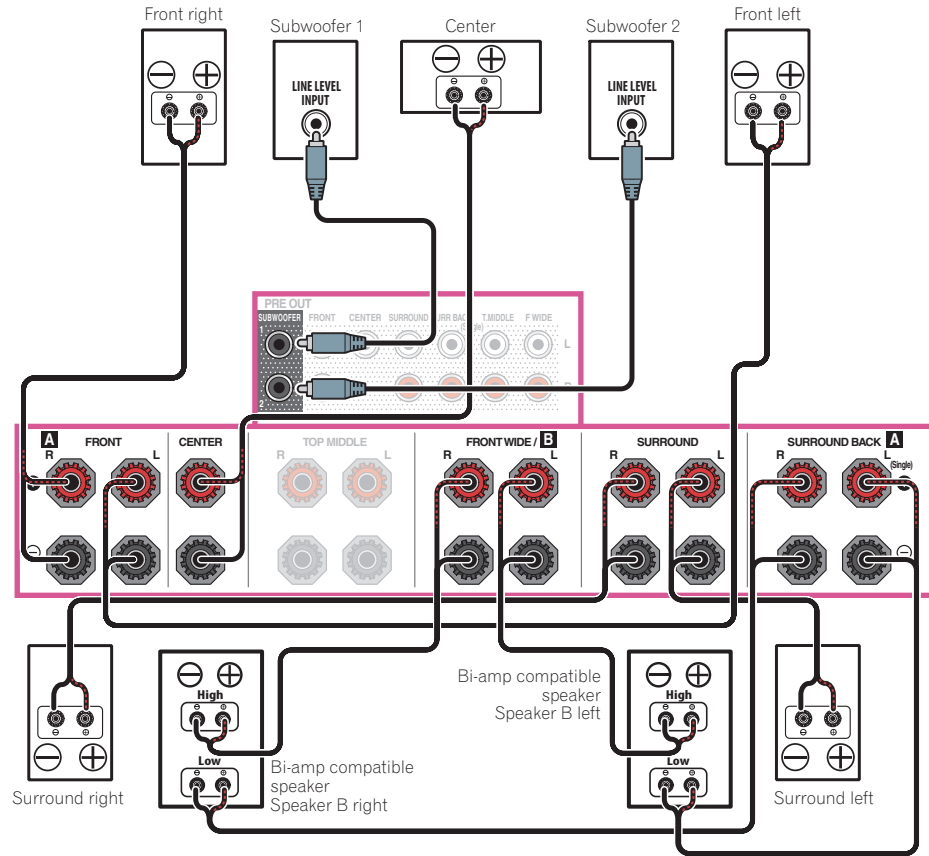 Front right
Subwoofer 1
Center
Subwoofer 2
Front left
LINE LEVEL
INPUT
LINE LEVEL
INPUT
PRE OUT
SUBWOOFER FRONT CENTER SURROUND SURR BACK T.MIDDLE F WIDE
(Single)
1
L
2
R
A FRONT
R L
CENTER
TOP MIDDLE
R L
FRONT WIDE / B
R L
SURROUND
R L
SURROUND BACK A
R L
(Single)
High
Low
Bi-amp compatible
speaker
Speaker B left
High
Low
Bi-amp compatible
speaker
Speaker B right
Surround right
Surround left